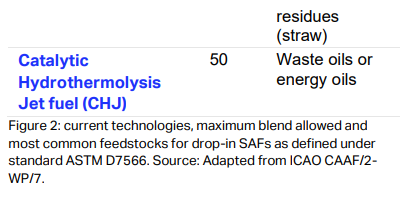 residues
(straw)
Catalytic 50 Waste oils or
Hydrothermolysis energy oils
Jet fuel (CHJ)
Figure 2: current technologies, maximum blend allowed and
most common feedstocks for drop-in SAFs as defined under
standard ASTM D7566. Source: Adapted from ICAO CAAF/2-
WP/7.